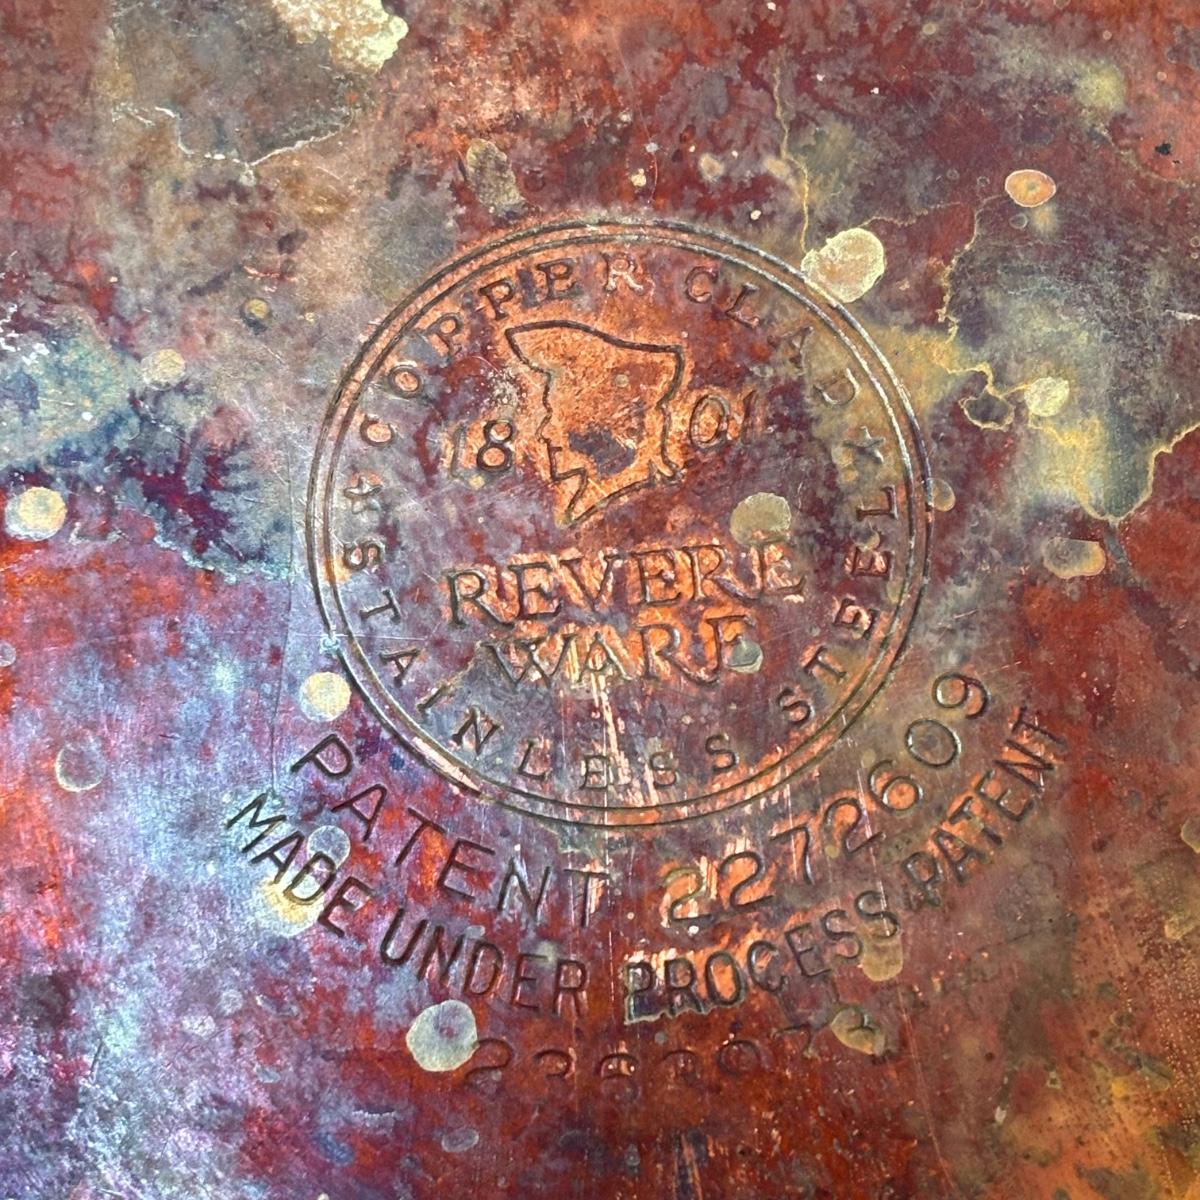 COPPER CLAD
1801
REVERE
WARE
STAINLESS STEEL
PATENT 2272609
MADE UNDER PROCESS PATENT